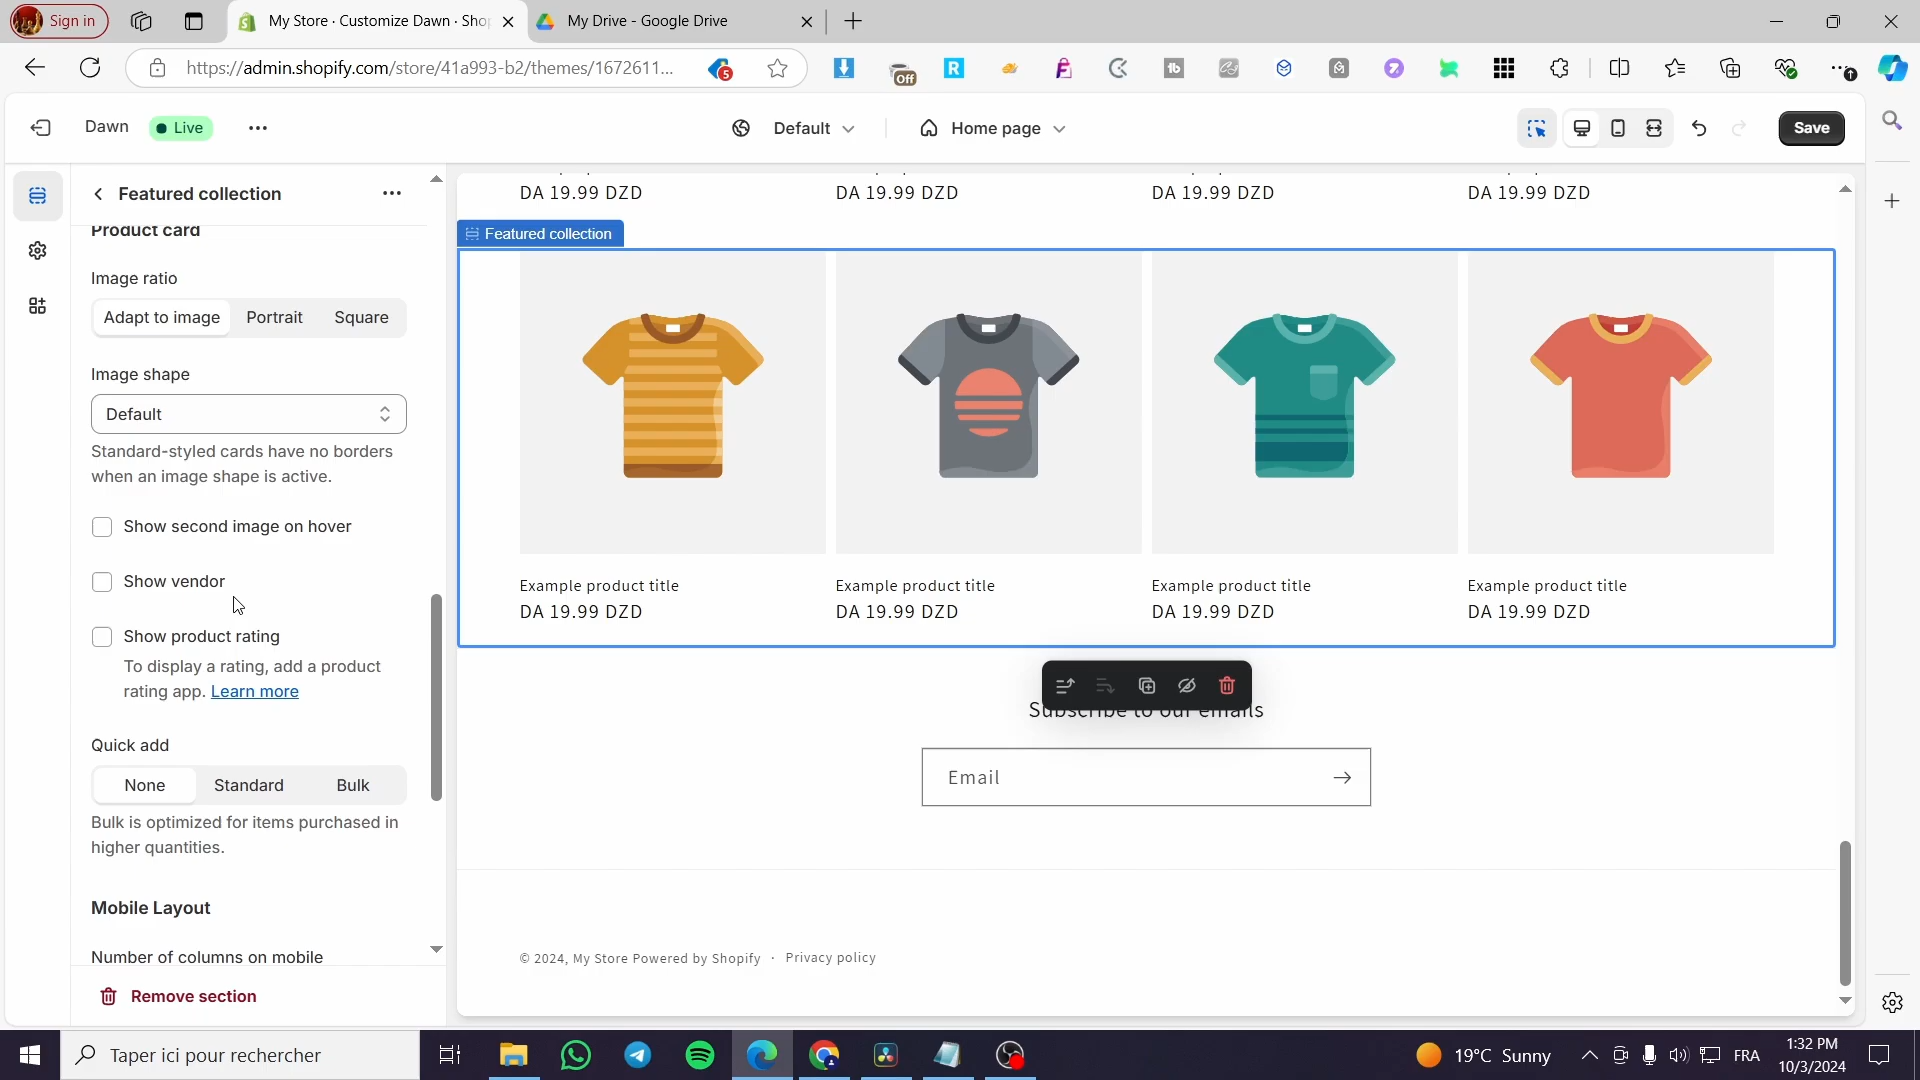 Sign in
My Store · Customize Dawn · Sho
My Drive - Google Drive
https://admin.shopify.com/store/41a993-b2/themes/1672611...
5
Off
R
Dawn
Live
Default
Home page
Save
Featured collection
Product card
Image ratio
Adapt to image
Portrait
Square
Image shape
Default
Standard-styled cards have no borders
when an image shape is active.
Show second image on hover
Show vendor
Show product rating
To display a rating, add a product
rating app. Learn more
Quick add
None
Standard
Bulk
Bulk is optimized for items purchased in
higher quantities.
Mobile Layout
Number of columns on mobile
Remove section
DA 19.99 DZD
DA 19.99 DZD
DA 19.99 DZD
DA 19.99 DZD
Featured collection
Example product title
DA 19.99 DZD
Example product title
DA 19.99 DZD
Example product title
DA 19.99 DZD
Example product title
DA 19.99 DZD
Subscribe to our emails
Email
© 2024, My Store Powered by Shopify · Privacy policy
Taper ici pour rechercher
19°C Sunny
FRA
1:32 PM
10/3/2024